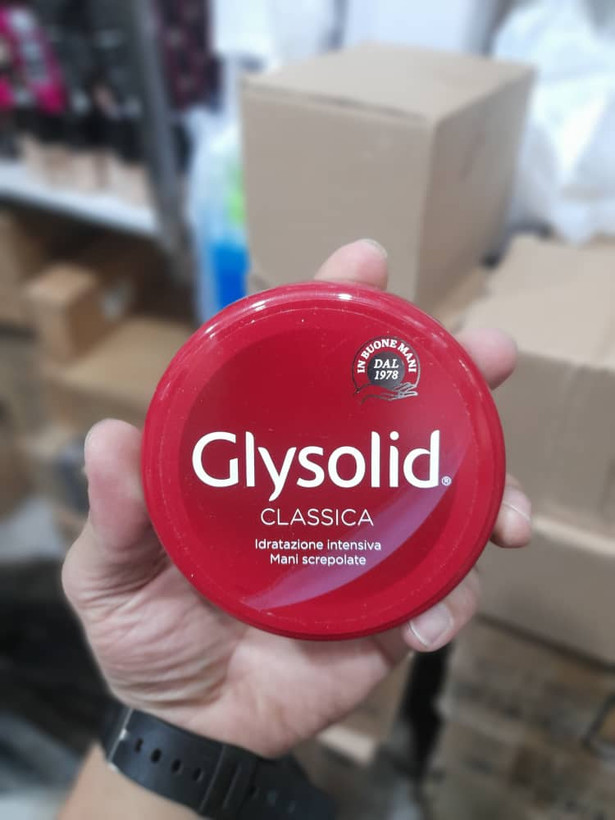 IN BUONE MANI
DAL
1978
Glysolid®
CLASSICA
Idratazione intensiva
Mani screpolate